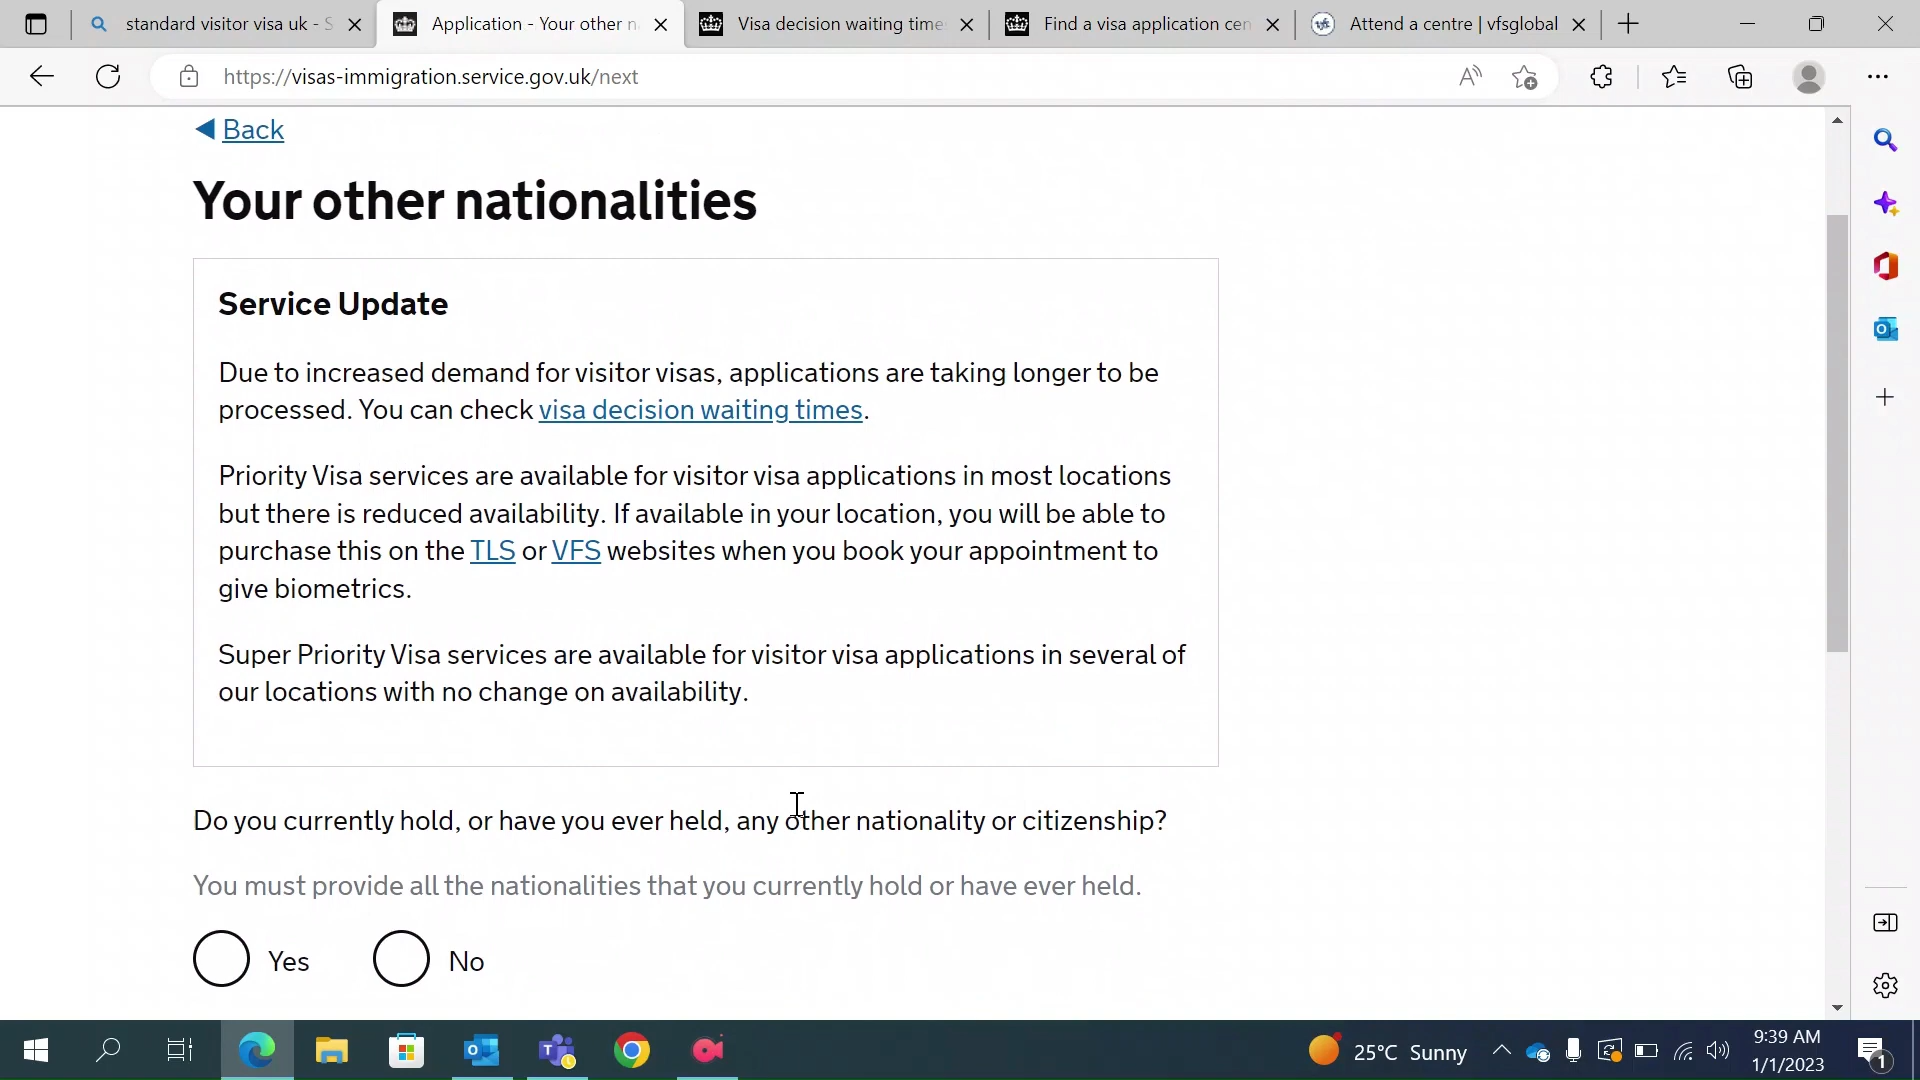 standard visitor visa uk - S
Application - Your other n
Visa decision waiting time
Find a visa application cen
Attend a centre | vfsglobal
https://visas-immigration.service.gov.uk/next
Back
Your other nationalities
Service Update
Due to increased demand for visitor visas, applications are taking longer to be
processed. You can check visa decision waiting times.
Priority Visa services are available for visitor visa applications in most locations
but there is reduced availability. If available in your location, you will be able to
purchase this on the TLS or VFS websites when you book your appointment to
give biometrics.
Super Priority Visa services are available for visitor visa applications in several of
our locations with no change on availability.
Do you currently hold, or have you ever held, any other nationality or citizenship?
You must provide all the nationalities that you currently hold or have ever held.
Yes No
25°C Sunny
9:39 AM
1/1/2023
1